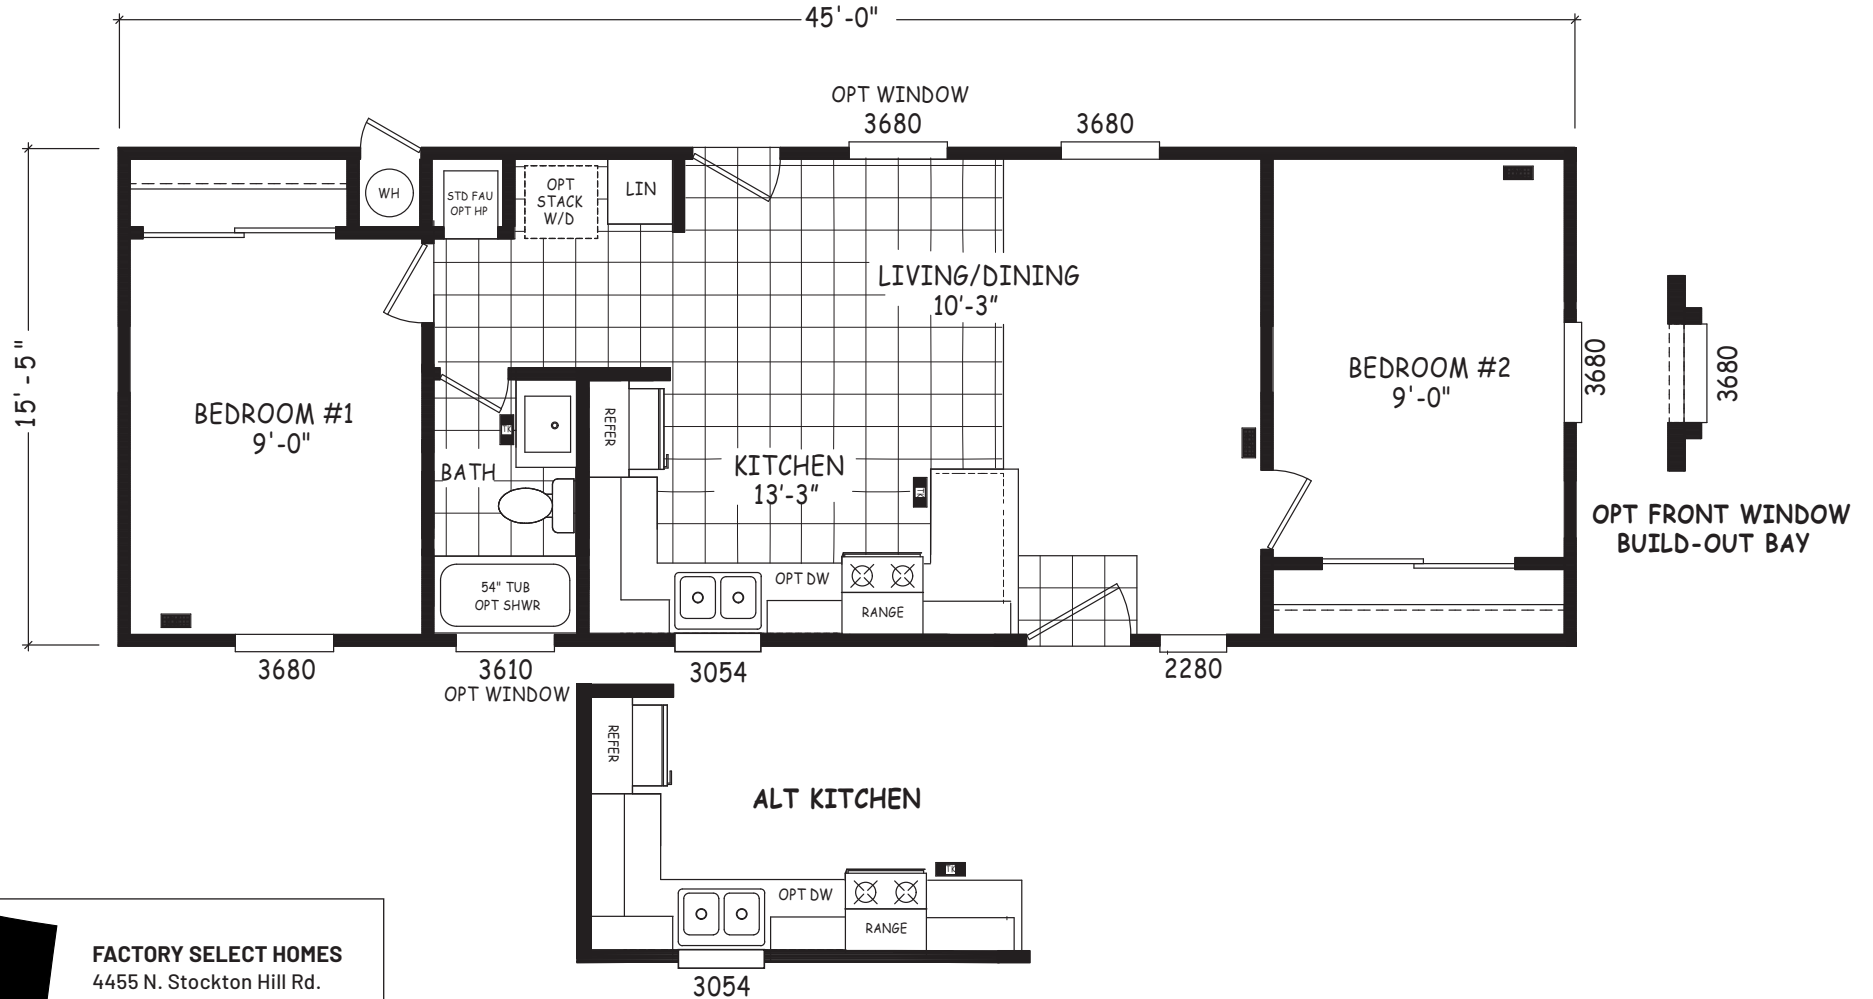 45'-0"
OPT WINDOW
3680
3680
WH
STD FAU
OPT HP
OPT
STACK
W/D
LIN
LIVING/DINING
10'-3"
15'-5"
BEDROOM #1
9'-0"
BATH
REFER
KITCHEN
13'-3"
BEDROOM #2
9'-0"
3680
3680
OPT FRONT WINDOW
BUILD-OUT BAY
54" TUB
OPT SHWR
OPT DW
RANGE
3680
3610
OPT WINDOW
3054
2280
REFER
ALT KITCHEN
OPT DW
RANGE
3054
FACTORY SELECT HOMES
4455 N. Stockton Hill Rd.